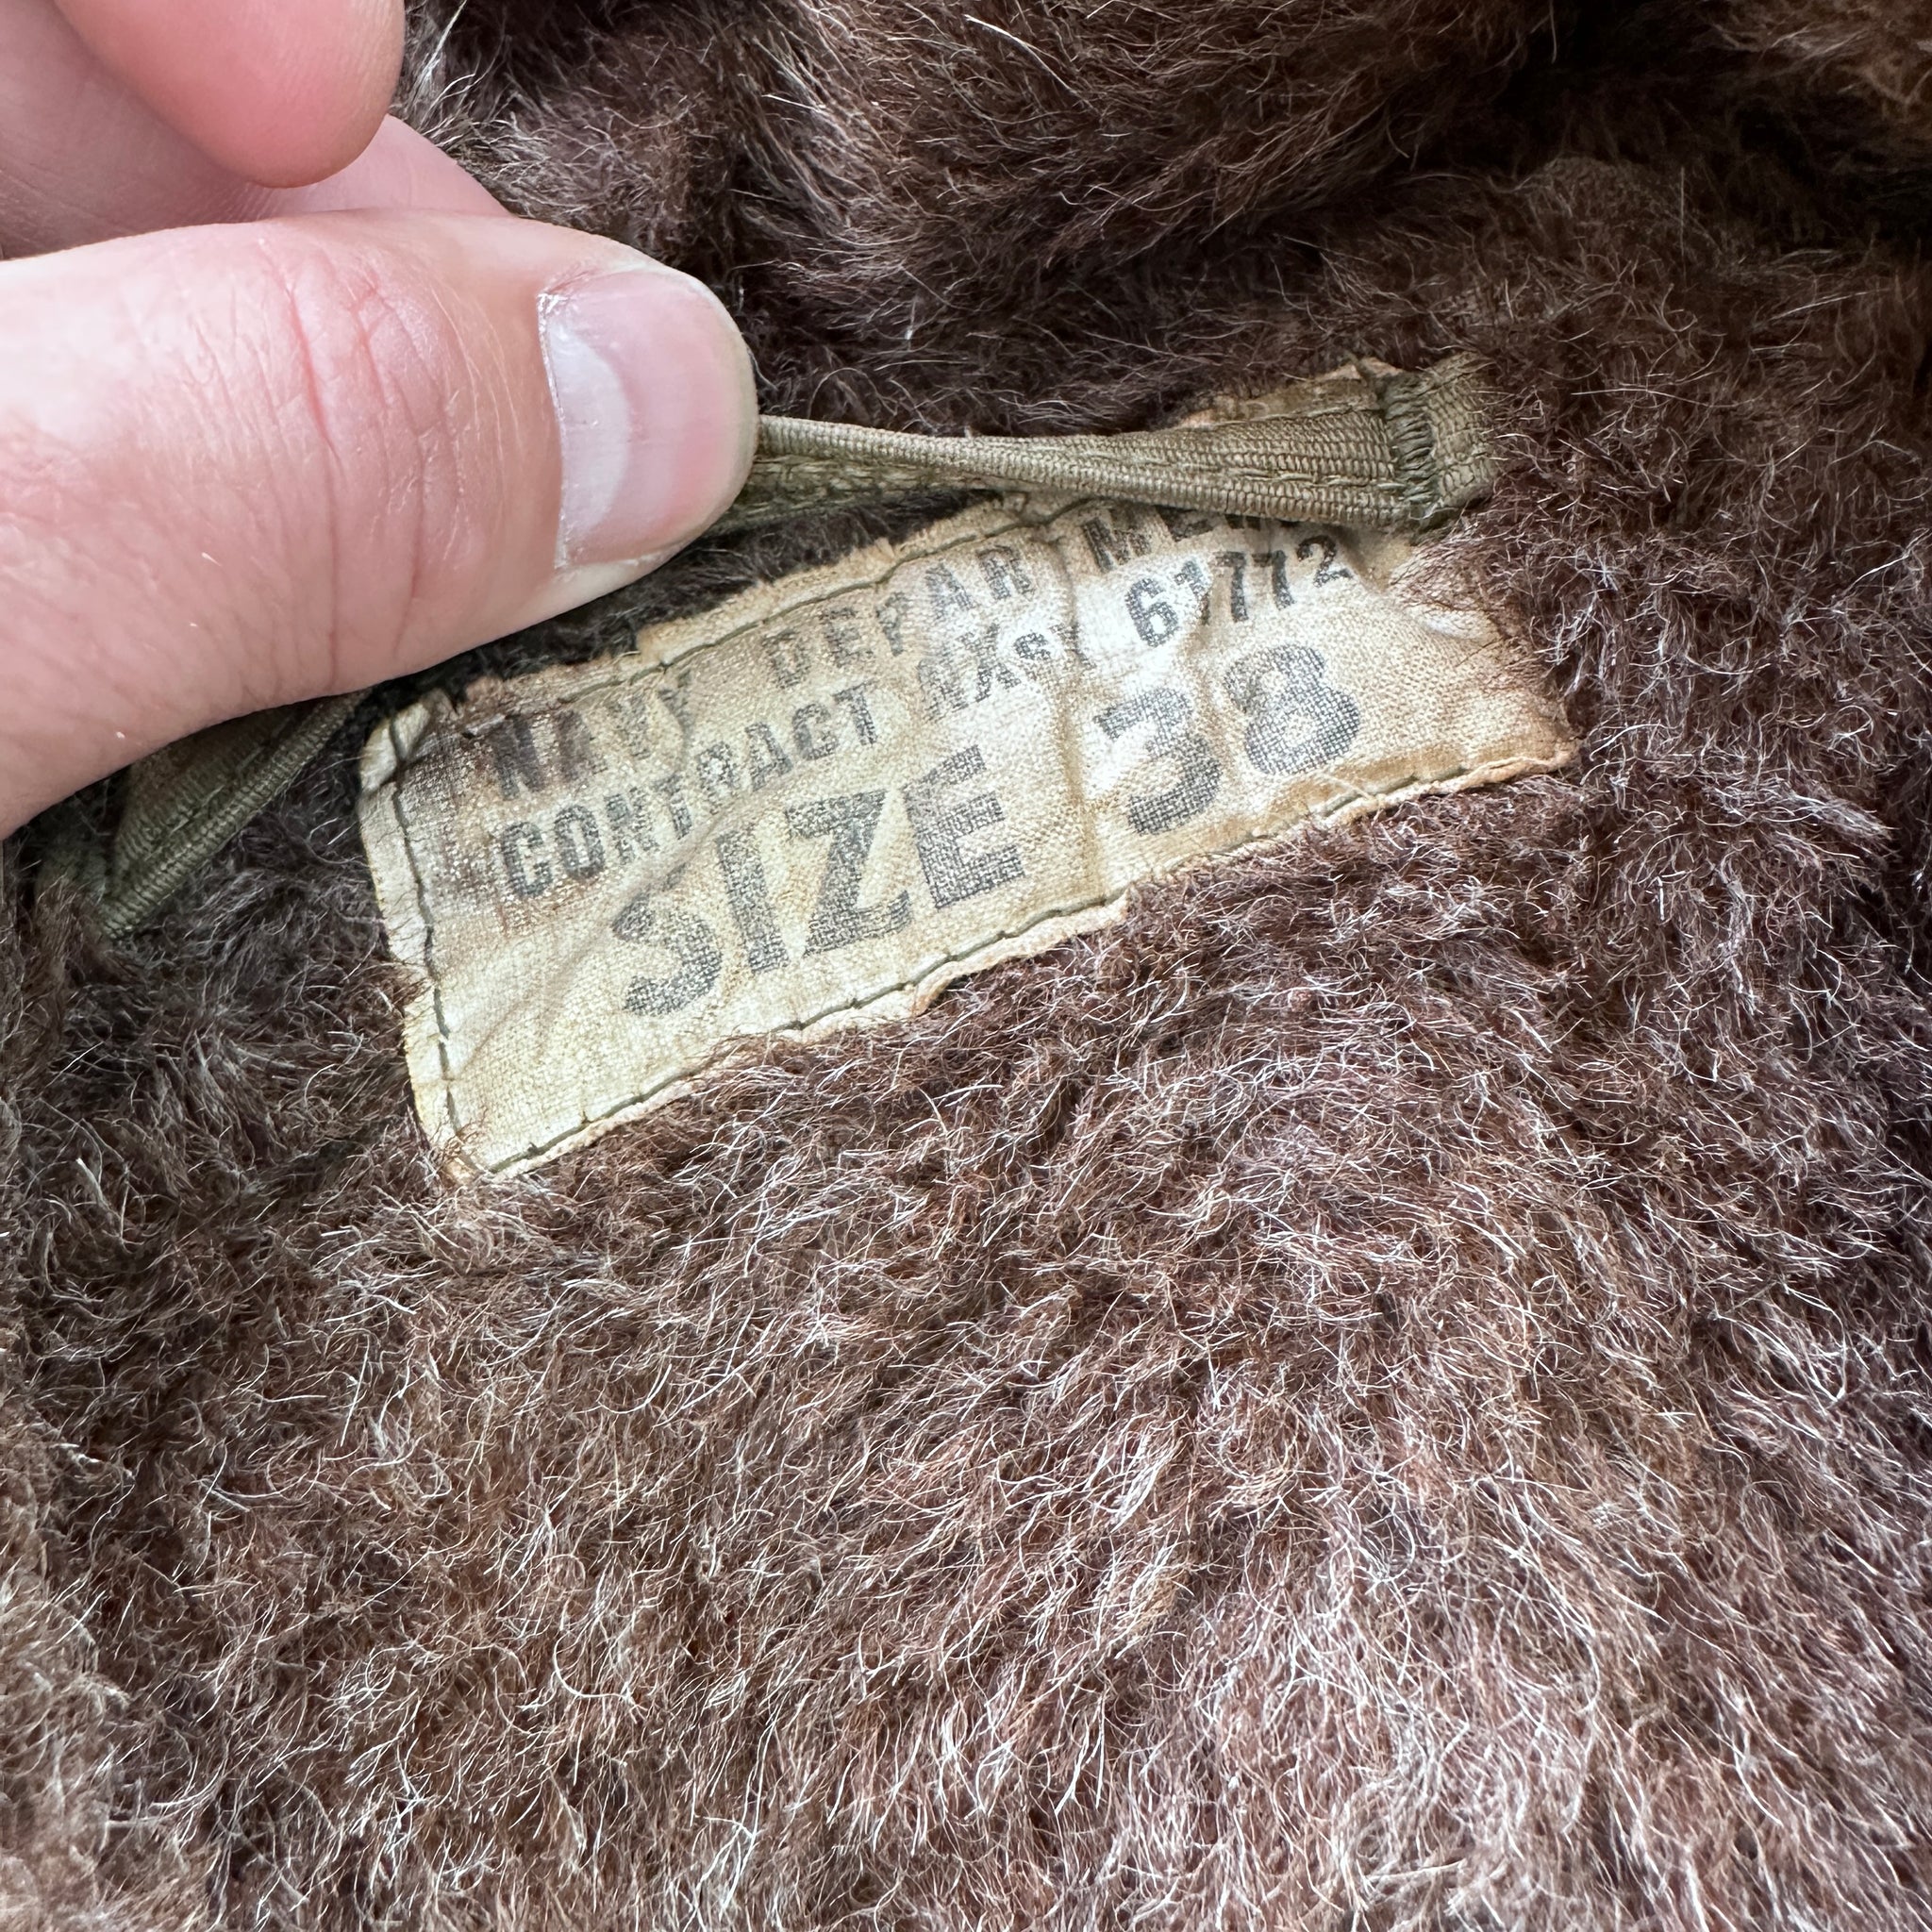 NAVY DEPARTMENT
CONTRACT NXsx 61772
SIZE 38